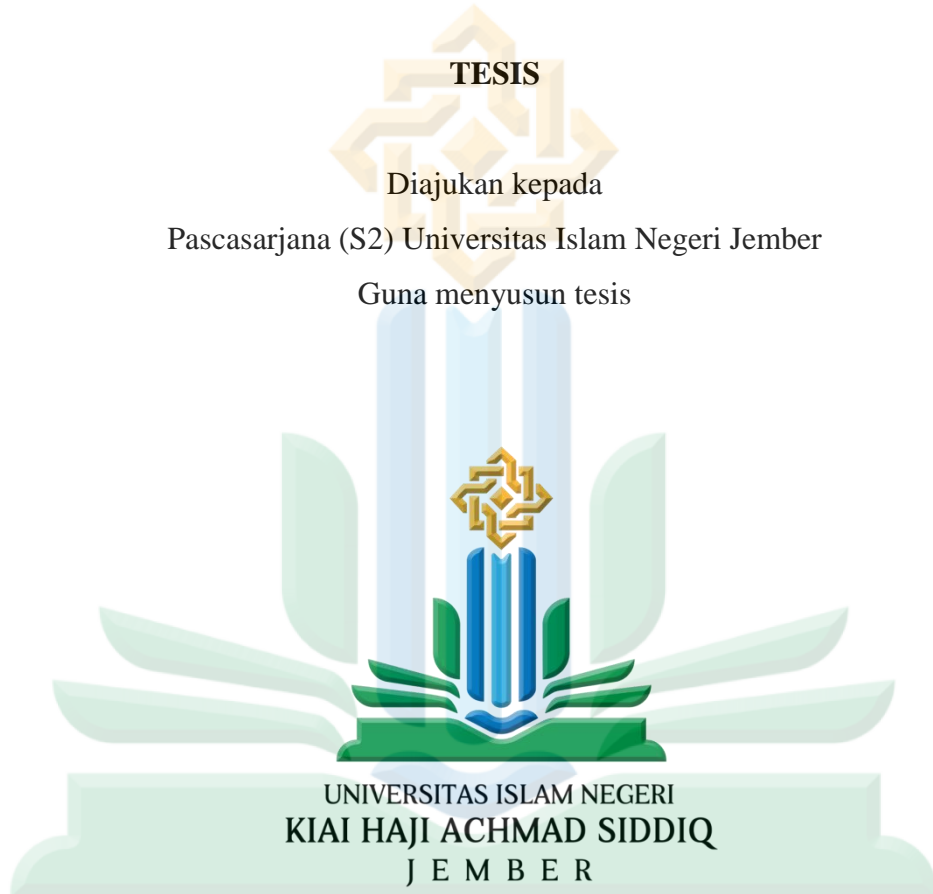 TESIS
Diajukan kepada
Pascasarjana (S2) Universitas Islam Negeri Jember
Guna menyusun tesis
UNIVERSITAS ISLAM NEGERI
KIAI HAJI ACHMAD SIDDIQ
JEMBER